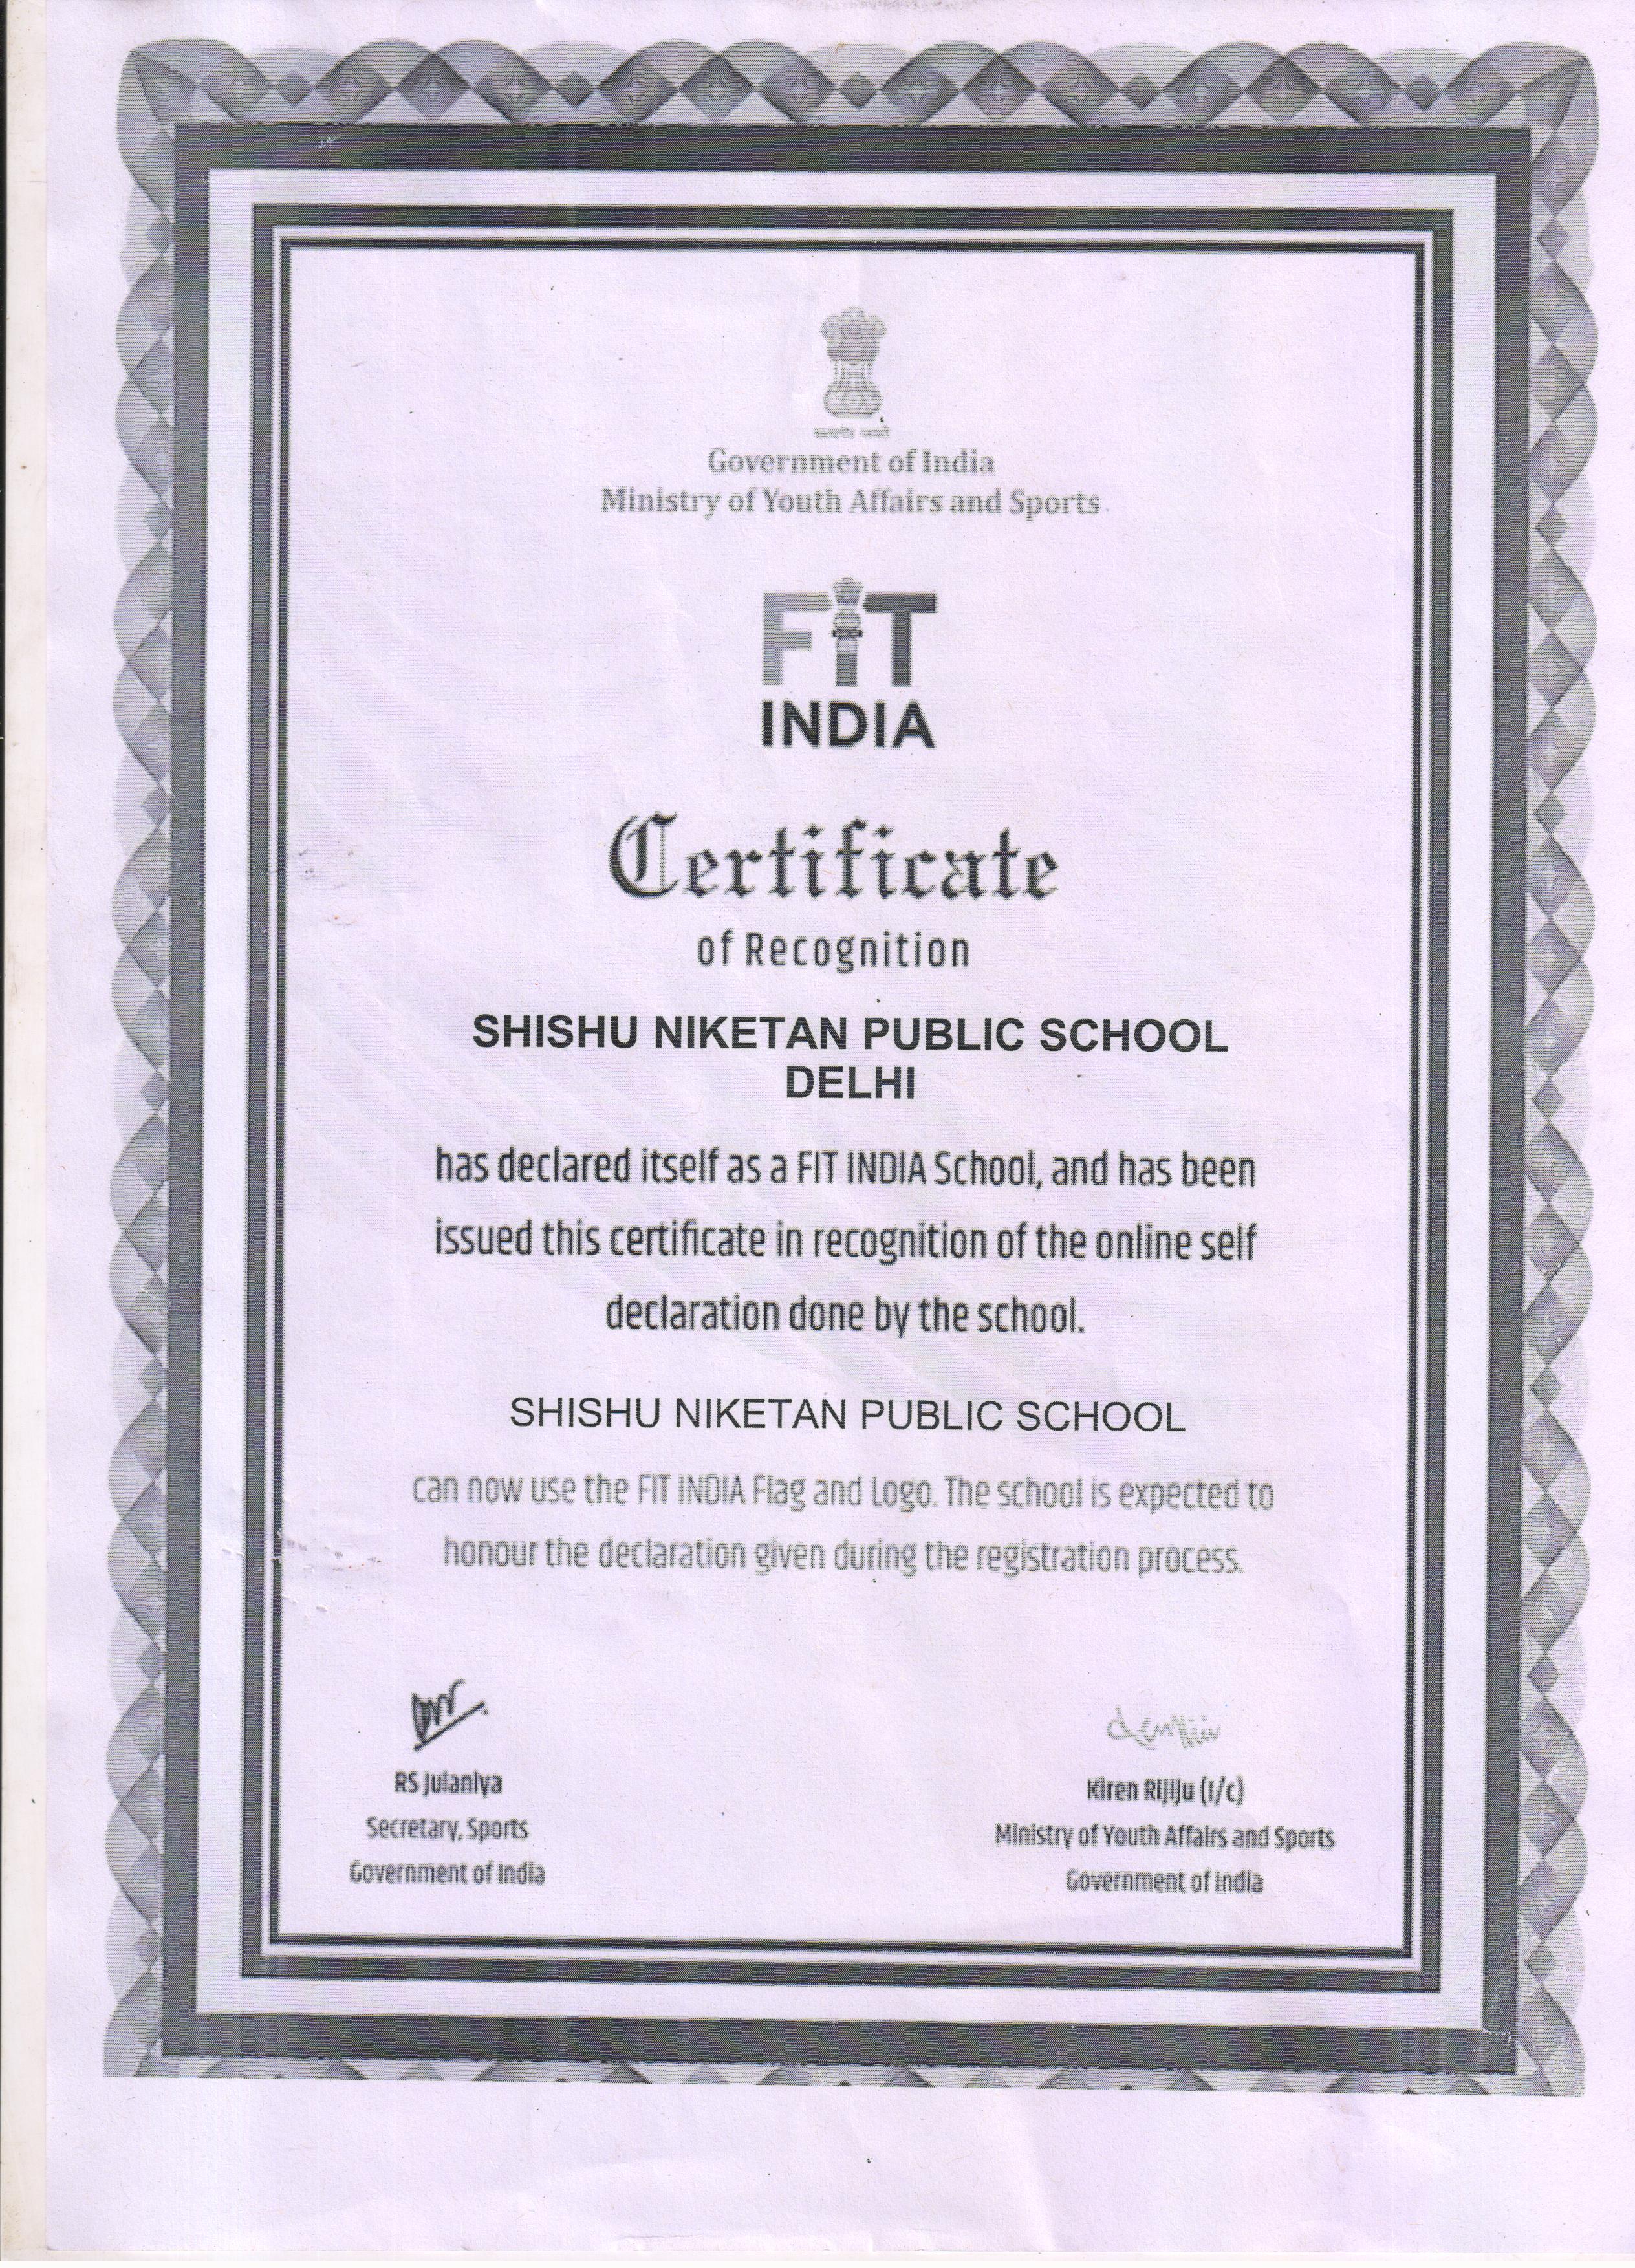 सत्यमेव जयते
Government of India
Ministry of Youth Affairs and Sports
FiT
INDIA
Certificate
of Recognition
SHISHU NIKETAN PUBLIC SCHOOL
DELHI
has declared itself as a FIT INDIA School, and has been
issued this certificate in recognition of the online self
declaration done by the school.
SHISHU NIKETAN PUBLIC SCHOOL
can now use the FIT INDIA Flag and Logo. The school is expected to
honour the declaration given during the registration process.
RS Julaniya
Secretary, Sports
Government of India
Kiren Rijiju (I/C)
Ministry of Youth Affairs and Sports
Government of India